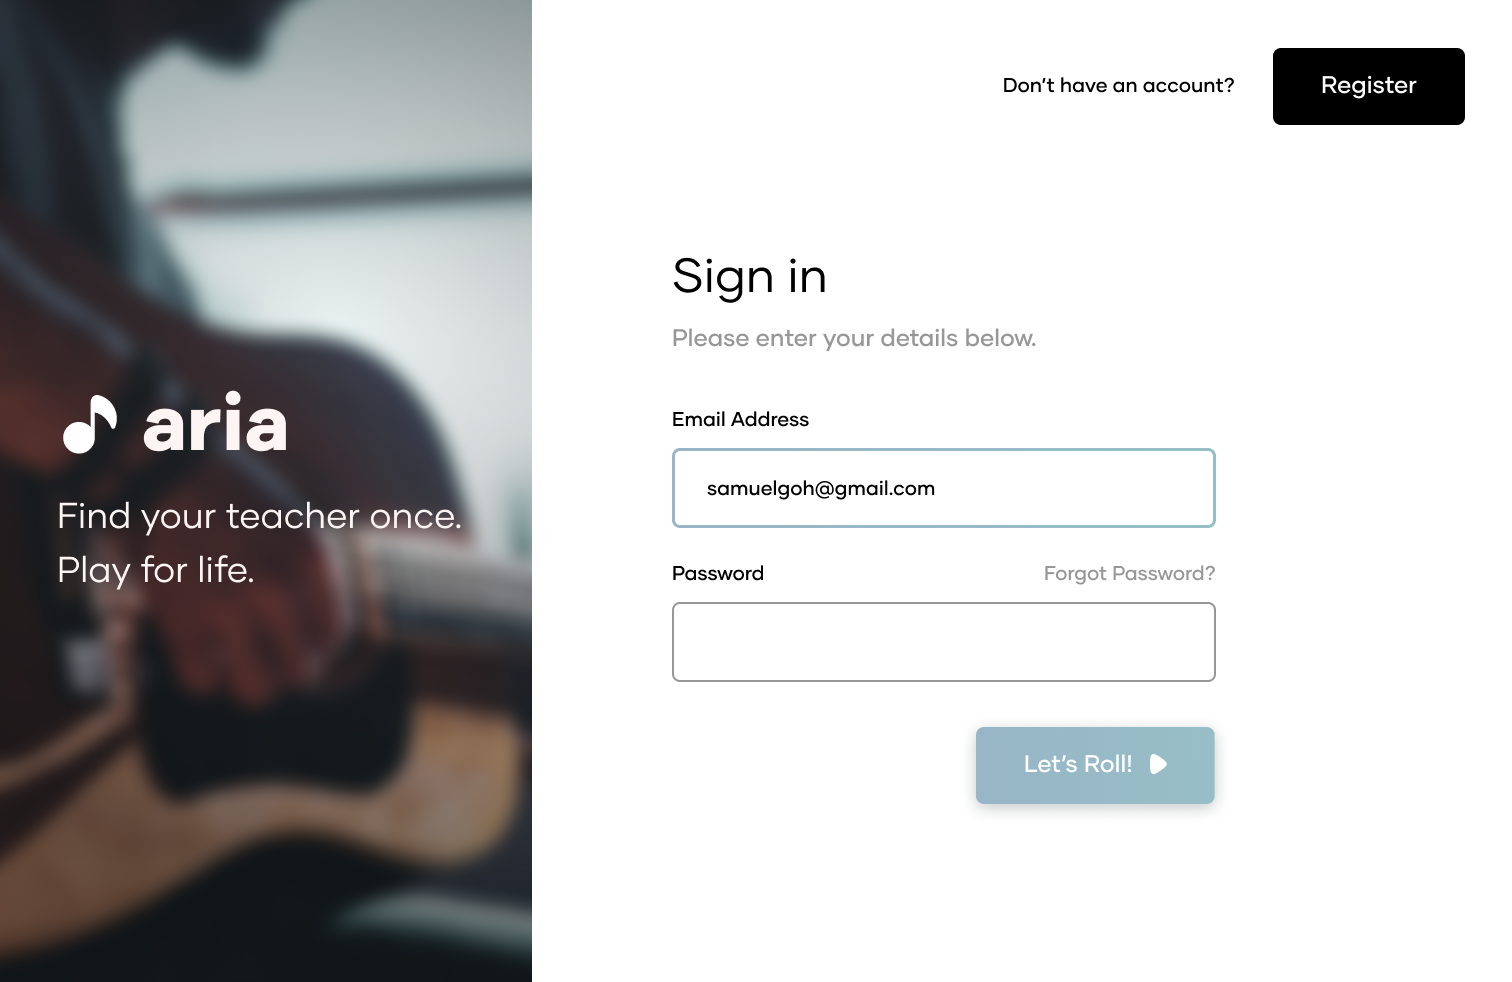 aria
Find your teacher once.
Play for life.
Don’t have an account?
Register
Sign in
Please enter your details below.
Email Address
samuelgoh@gmail.com
Password
Forgot Password?
Let’s Roll!